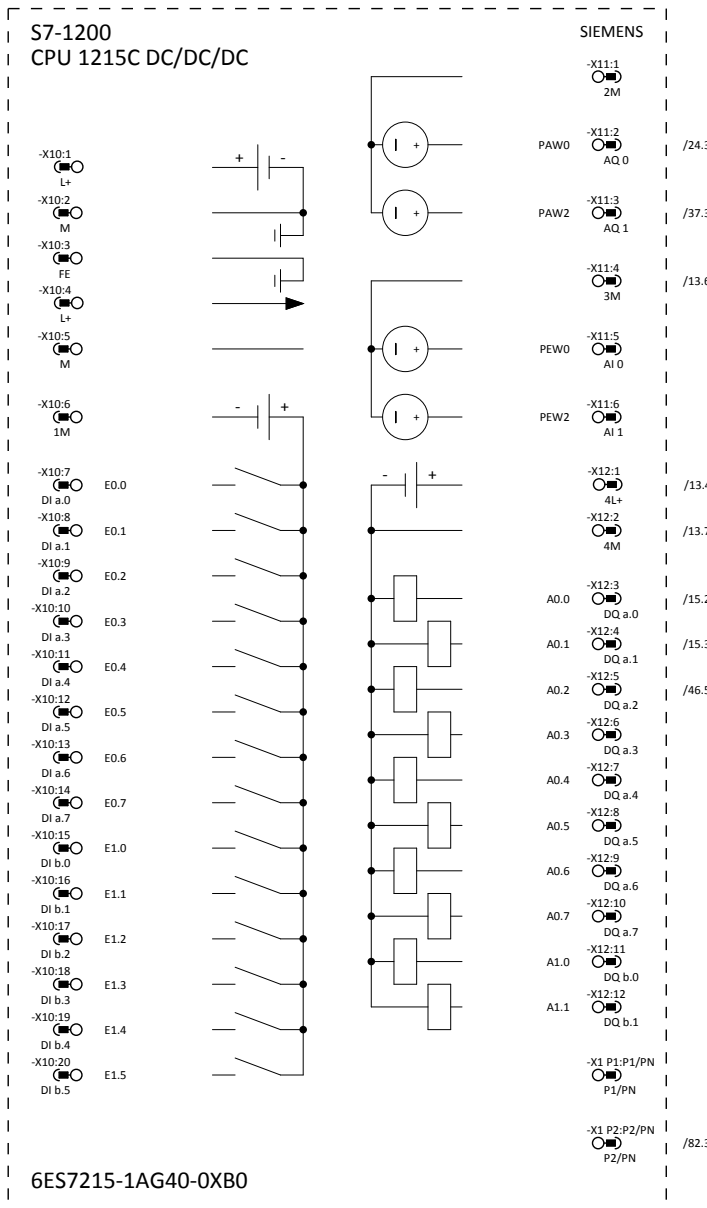 S7-1200
SIEMENS
CPU 1215C DC/DC/DC
-X10:1
L+
+ -
-X10:2
M
-X10:3
FE
-X10:4
L+
-X10:5
M
-X10:6
1M
- +
-X10:7
DI a.0
E0.0
-X10:8
DI a.1
E0.1
-X10:9
DI a.2
E0.2
-X10:10
DI a.3
E0.3
-X10:11
DI a.4
E0.4
-X10:12
DI a.5
E0.5
-X10:13
DI a.6
E0.6
-X10:14
DI a.7
E0.7
-X10:15
DI b.0
E1.0
-X10:16
DI b.1
E1.1
-X10:17
DI b.2
E1.2
-X10:18
DI b.3
E1.3
-X10:19
DI b.4
E1.4
-X10:20
DI b.5
E1.5
-X11:1
2M
-X11:2
+
PAW0
AQ 0
/24.3
-X11:3
+
PAW2
AQ 1
/37.3
-X11:4
3M
/13.6
-X11:5
+
PEW0
AI 0
-X11:6
+
PEW2
AI 1
-X12:1
- +
4L+
/13.4
-X12:2
4M
/13.7
-X12:3
A0.0
DQ a.0
/15.2
-X12:4
A0.1
DQ a.1
/15.3
-X12:5
A0.2
DQ a.2
/46.5
-X12:6
A0.3
DQ a.3
-X12:7
A0.4
DQ a.4
-X12:8
A0.5
DQ a.5
-X12:9
A0.6
DQ a.6
-X12:10
A0.7
DQ a.7
-X12:11
A1.0
DQ b.0
-X12:12
A1.1
DQ b.1
-X1 P1:P1/PN
P1/PN
-X1 P2:P2/PN
P2/PN
/82.3
6ES7215-1AG40-0XB0